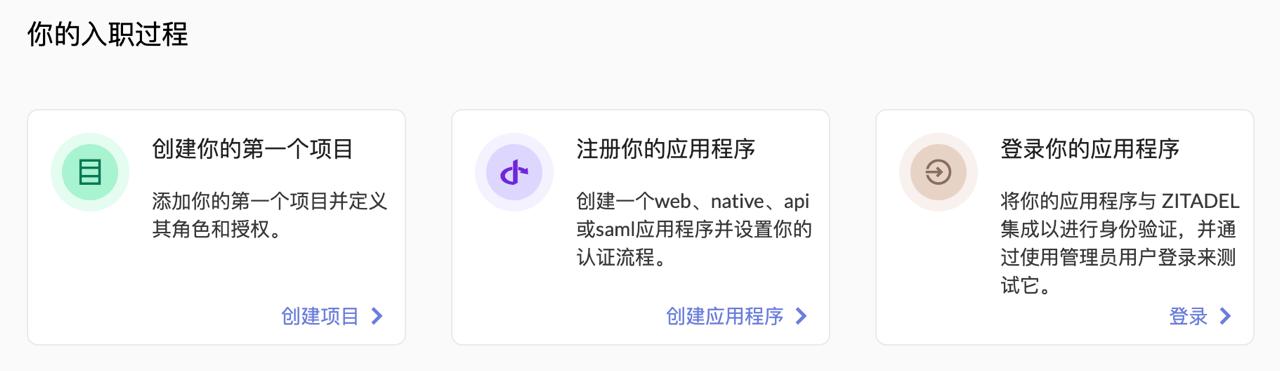 你的入职过程
创建你的第一个项目
添加你的第一个项目并定义
其角色和授权。
创建项目
注册你的应用程序
创建一个web、native、api
或saml应用程序并设置你的
认证流程。
创建应用程序
登录你的应用程序
将你的应用程序与 ZITADEL
集成以进行身份验证，并通
过使用管理员用户登录来测
试它。
登录